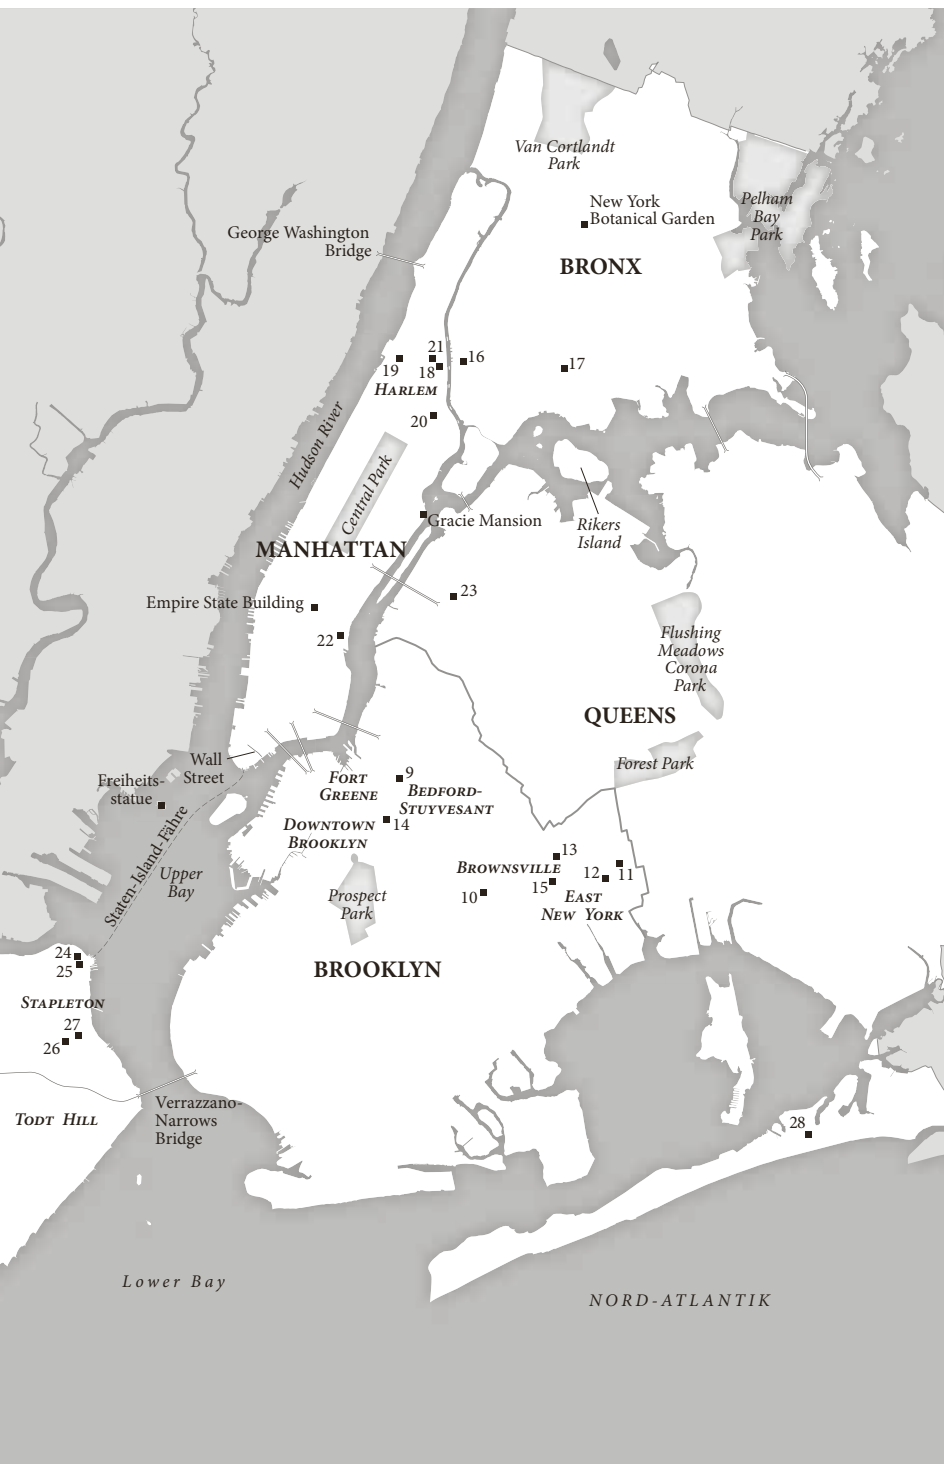 Van Cortlandt
Park
New York
Botanical Garden
Pelham
Bay
Park
George Washington
Bridge
BRONX
21
19
18
16
17
HARLEM
20
Hudson River
Central Park
Gracie Mansion
Rikers
Island
MANHATTAN
Empire State Building
23
22
Flushing
Meadows
Corona
Park
QUEENS
Wall
Street
Forest Park
Freiheits-
statue
FORT
GREENE
9
BEDFORD-
STUYVESANT
14
DOWNTOWN
BROOKLYN
Staten-Island-Fähre
Upper
Bay
13
BROWNSVILLE
12
11
15
10
EAST
NEW YORK
Prospect
Park
24
25
BROOKLYN
STAPLETON
27
26
Verrazzano-
Narrows
Bridge
TODT HILL
28
Lower Bay
NORD-ATLANTIK